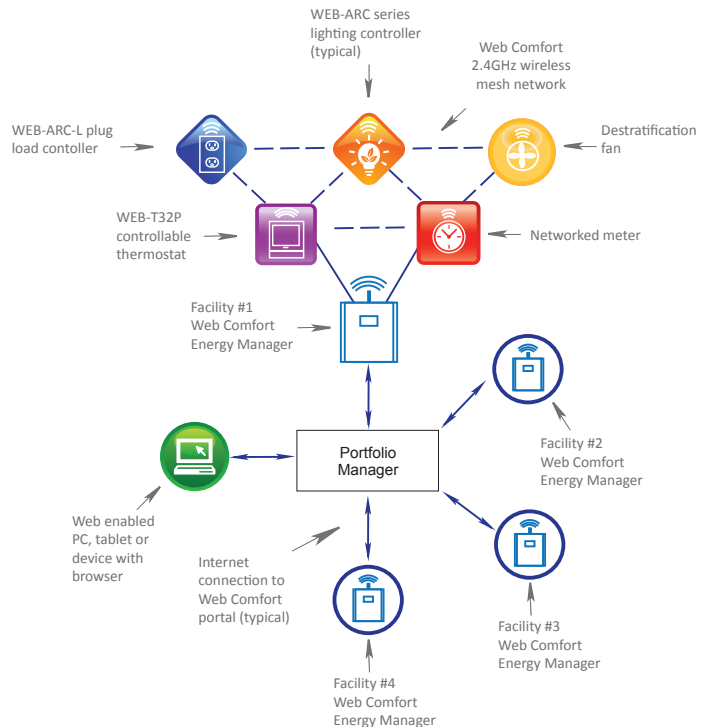 WEB-ARC series
lighting controller
(typical)
Web Comfort
2.4GHz wireless
mesh network
WEB-ARC-L plug
load contoller
Destratification
fan
WEB-T32P
controllable
thermostat
Networked meter
Facility #1
Web Comfort
Energy Manager
Facility #2
Web Comfort
Energy Manager
Portfolio
Manager
Web enabled
PC, tablet or
device with
browser
Internet
connection to
Web Comfort
portal (typical)
Facility #3
Web Comfort
Energy Manager
Facility #4
Web Comfort
Energy Manager